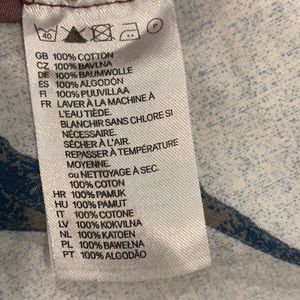 40
GB 100% COTTON
CZ 100% BAVLNA
DE 100% BAUMWOLLE
ES 100% ALGODÓN
FI 100% PUUVILLAA
FR LAVER À LA MACHINE À
L'EAU TIÈDE.
BLANCHIR SANS CHLORE SI
NÉCESSAIRE.
SÉCHER À L'AIR.
REPASSER À TEMPÉRATURE
MOYENNE.
ou NETTOYAGE À SEC.
100% COTON
HR 100% PAMUK
HU 100% PAMUT
IT 100% COTONE
LV 100% KOKVILNA
NL 100% KATOEN
PL 100% BAWEŁNA
PT 100% ALGODÃO